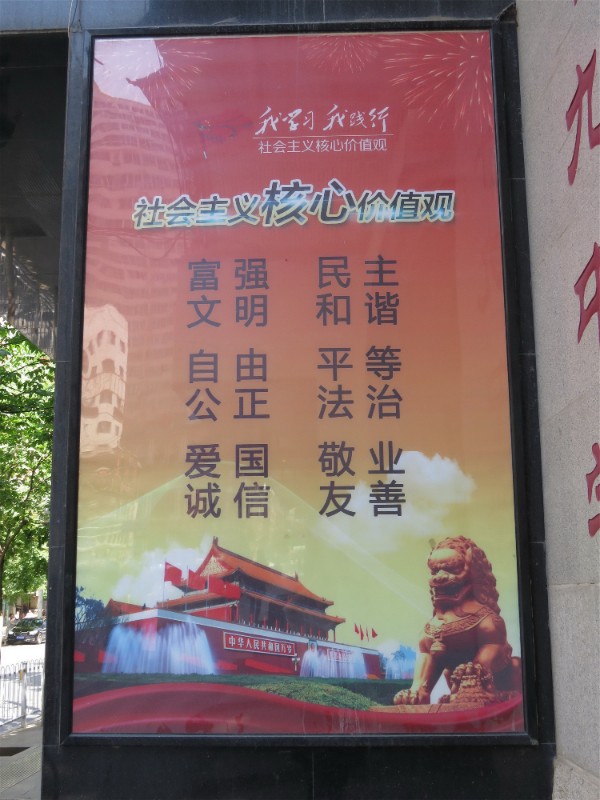 我学习 我践行
社会主义核心价值观
社会主义核心价值观
富强 民主
文明 和谐
自由 平等
公正 法治
爱国 敬业
诚信 友善
中华人民共和国万岁
九中